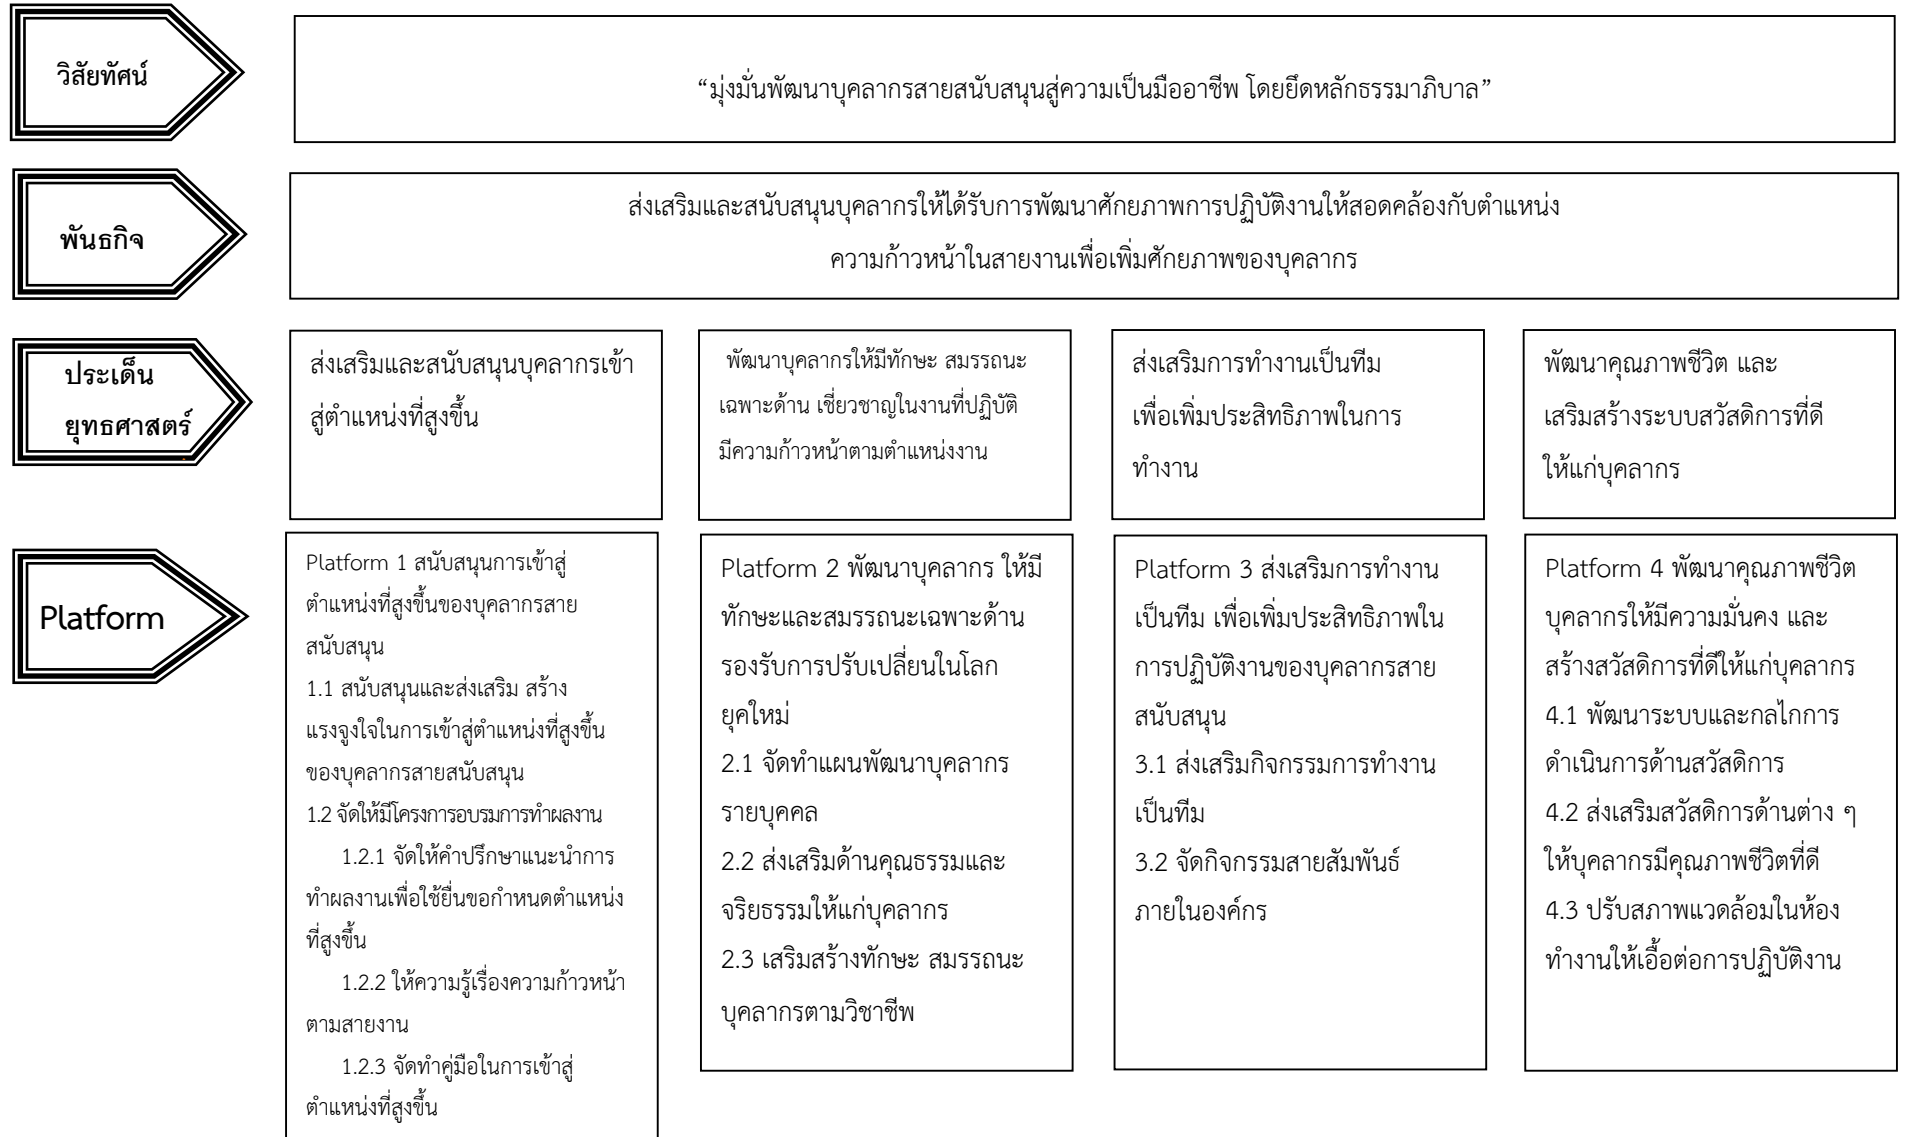 วิสัยทัศน์
“มุ่งมั่นพัฒนาบุคลากรสายสนับสนุนสู่ความเป็นมืออาชีพ โดยยึดหลักธรรมาภิบาล”
พันธกิจ
ส่งเสริมและสนับสนุนบุคลากรให้ได้รับการพัฒนาศักยภาพการปฏิบัติงานให้สอดคล้องกับตำแหน่ง
ความก้าวหน้าในสายงานเพื่อเพิ่มศักยภาพของบุคลากร
ประเด็น
ยุทธศาสตร์
ส่งเสริมและสนับสนุนบุคลากรเข้า
สู่ตำแหน่งที่สูงขึ้น
พัฒนาบุคลากรให้มีทักษะ สมรรถนะ
เฉพาะด้าน เชี่ยวชาญในงานที่ปฏิบัติ
มีความก้าวหน้าตามตำแหน่งงาน
ส่งเสริมการทำงานเป็นทีม
เพื่อเพิ่มประสิทธิภาพในการ
ทำงาน
พัฒนาคุณภาพชีวิต และ
เสริมสร้างระบบสวัสดิการที่ดี
ให้แก่บุคลากร
Platform
Platform 1 สนับสนุนการเข้าสู่
ตำแหน่งที่สูงขึ้นของบุคลากรสาย
สนับสนุน
1.1 สนับสนุนและส่งเสริม สร้าง
แรงจูงใจในการเข้าสู่ตำแหน่งที่สูงขึ้น
ของบุคลากรสายสนับสนุน
1.2 จัดให้มีโครงการอบรมการทำผลงาน
1.2.1 จัดให้คำปรึกษาแนะนำการ
ทำผลงานเพื่อใช้ยื่นขอกำหนดตำแหน่ง
ที่สูงขึ้น
1.2.2 ให้ความรู้เรื่องความก้าวหน้า
ตามสายงาน
1.2.3 จัดทำคู่มือในการเข้าสู่
ตำแหน่งที่สูงขึ้น
Platform 2 พัฒนาบุคลากร ให้มี
ทักษะและสมรรถนะเฉพาะด้าน
รองรับการปรับเปลี่ยนในโลก
ยุคใหม่
2.1 จัดทำแผนพัฒนาบุคลากร
รายบุคคล
2.2 ส่งเสริมด้านคุณธรรมและ
จริยธรรมให้แก่บุคลากร
2.3 เสริมสร้างทักษะ สมรรถนะ
บุคลากรตามวิชาชีพ
Platform 3 ส่งเสริมการทำงาน
เป็นทีม เพื่อเพิ่มประสิทธิภาพใน
การปฏิบัติงานของบุคลากรสาย
สนับสนุน
3.1 ส่งเสริมกิจกรรมการทำงาน
เป็นทีม
3.2 จัดกิจกรรมสายสัมพันธ์
ภายในองค์กร
Platform 4 พัฒนาคุณภาพชีวิต
บุคลากรให้มีความมั่นคง และ
สร้างสวัสดิการที่ดีให้แก่บุคลากร
4.1 พัฒนาระบบและกลไกการ
ดำเนินการด้านสวัสดิการ
4.2 ส่งเสริมสวัสดิการด้านต่าง ๆ
ให้บุคลากรมีคุณภาพชีวิตที่ดี
4.3 ปรับสภาพแวดล้อมในห้อง
ทำงานให้เอื้อต่อการปฏิบัติงาน